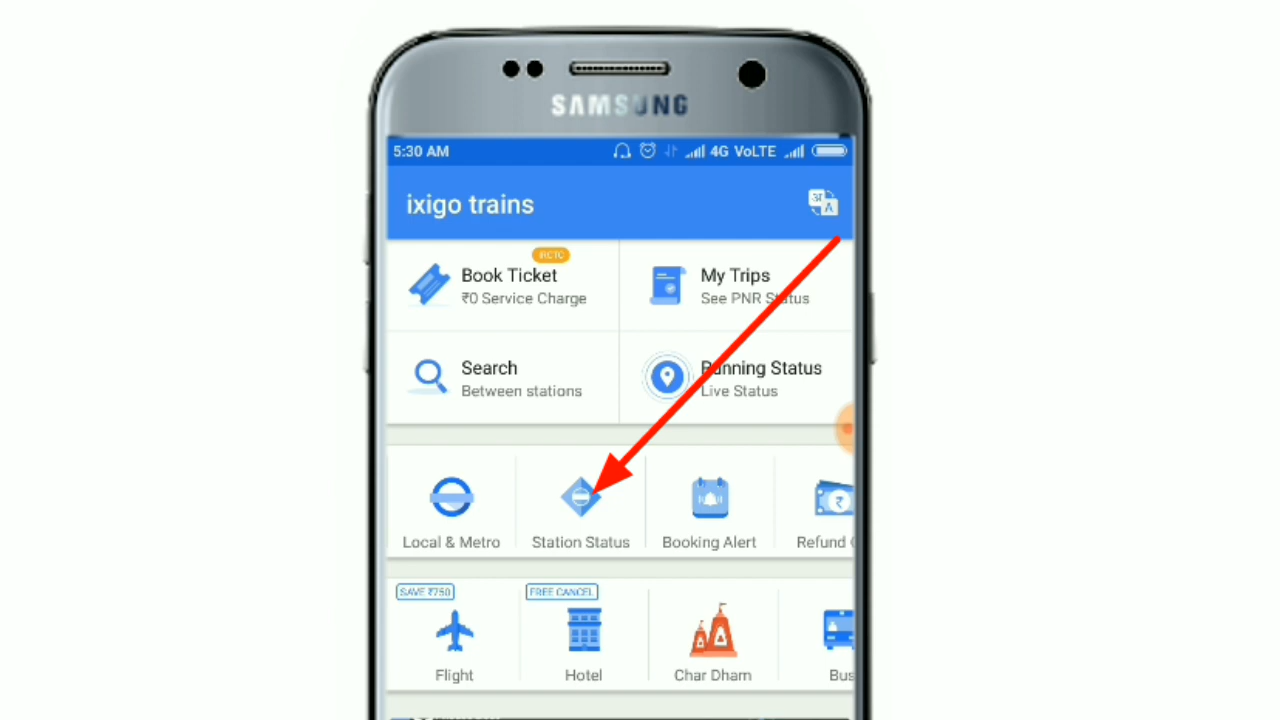 SAMSUNG
5:30 AM 4G VoLTE
ixigo trains
अ A
IRCTC
Book Ticket
₹0 Service Charge
My Trips
See PNR Status
Search
Between stations
Running Status
Live Status
Local & Metro
Station Status
Booking Alert
Refund
SAVE ₹750
FREE CANCEL
Flight
Hotel
Char Dham
Bus